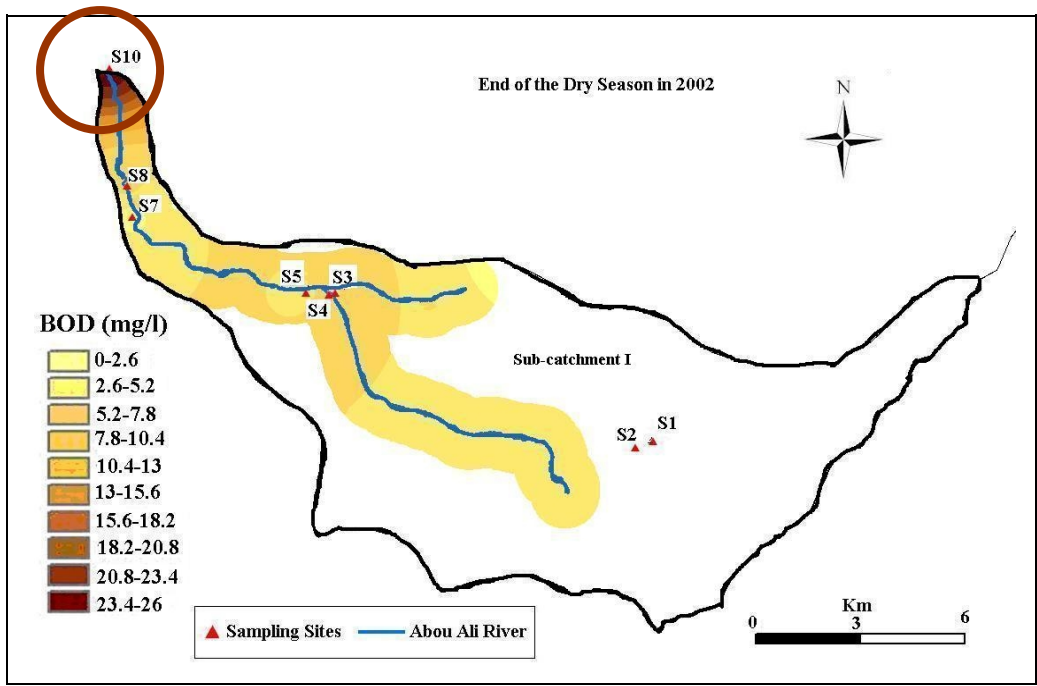 S10
End of the Dry Season in 2002
N
S8
S7
S5
S3
S4
BOD (mg/l)
0-2.6
2.6-5.2
5.2-7.8
7.8-10.4
10.4-13
13-15.6
15.6-18.2
18.2-20.8
20.8-23.4
23.4-26
Sub-catchment I
S2
S1
Sampling Sites
Abou Ali River
Km
0 3 6